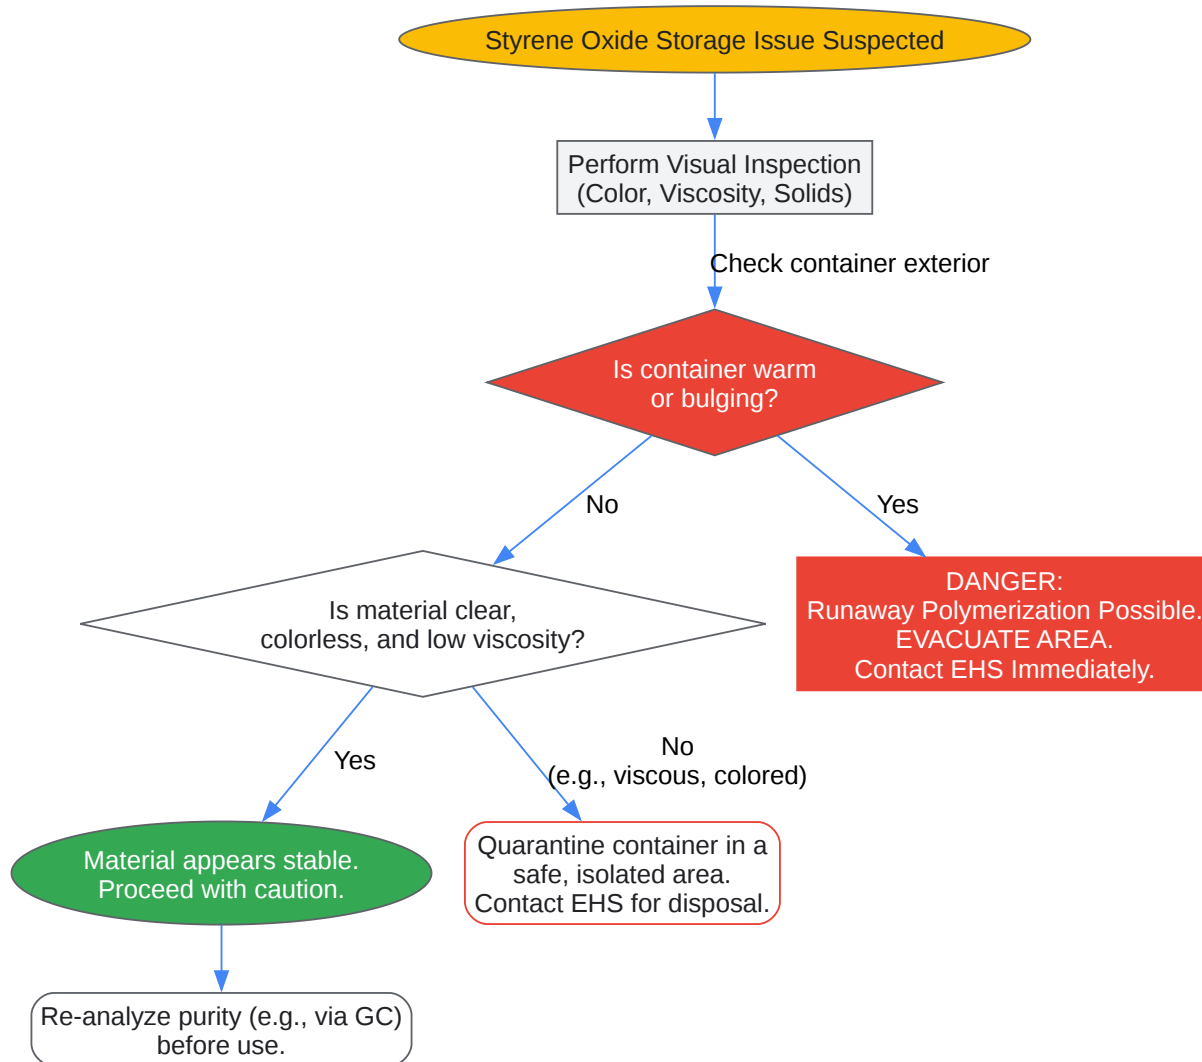 Styrene Oxide Storage Issue Suspected
Perform Visual Inspection
(Color, Viscosity, Solids)
Check container exterior
Is container warm
or bulging?
No
Yes
Is material clear,
colorless, and low viscosity?
DANGER:
Runaway Polymerization Possible.
EVACUATE AREA.
Contact EHS Immediately.
Yes
No
(e.g., viscous, colored)
Material appears stable.
Proceed with caution.
Quarantine container in a
safe, isolated area.
Contact EHS for disposal.
Re-analyze purity (e.g., via GC)
before use.